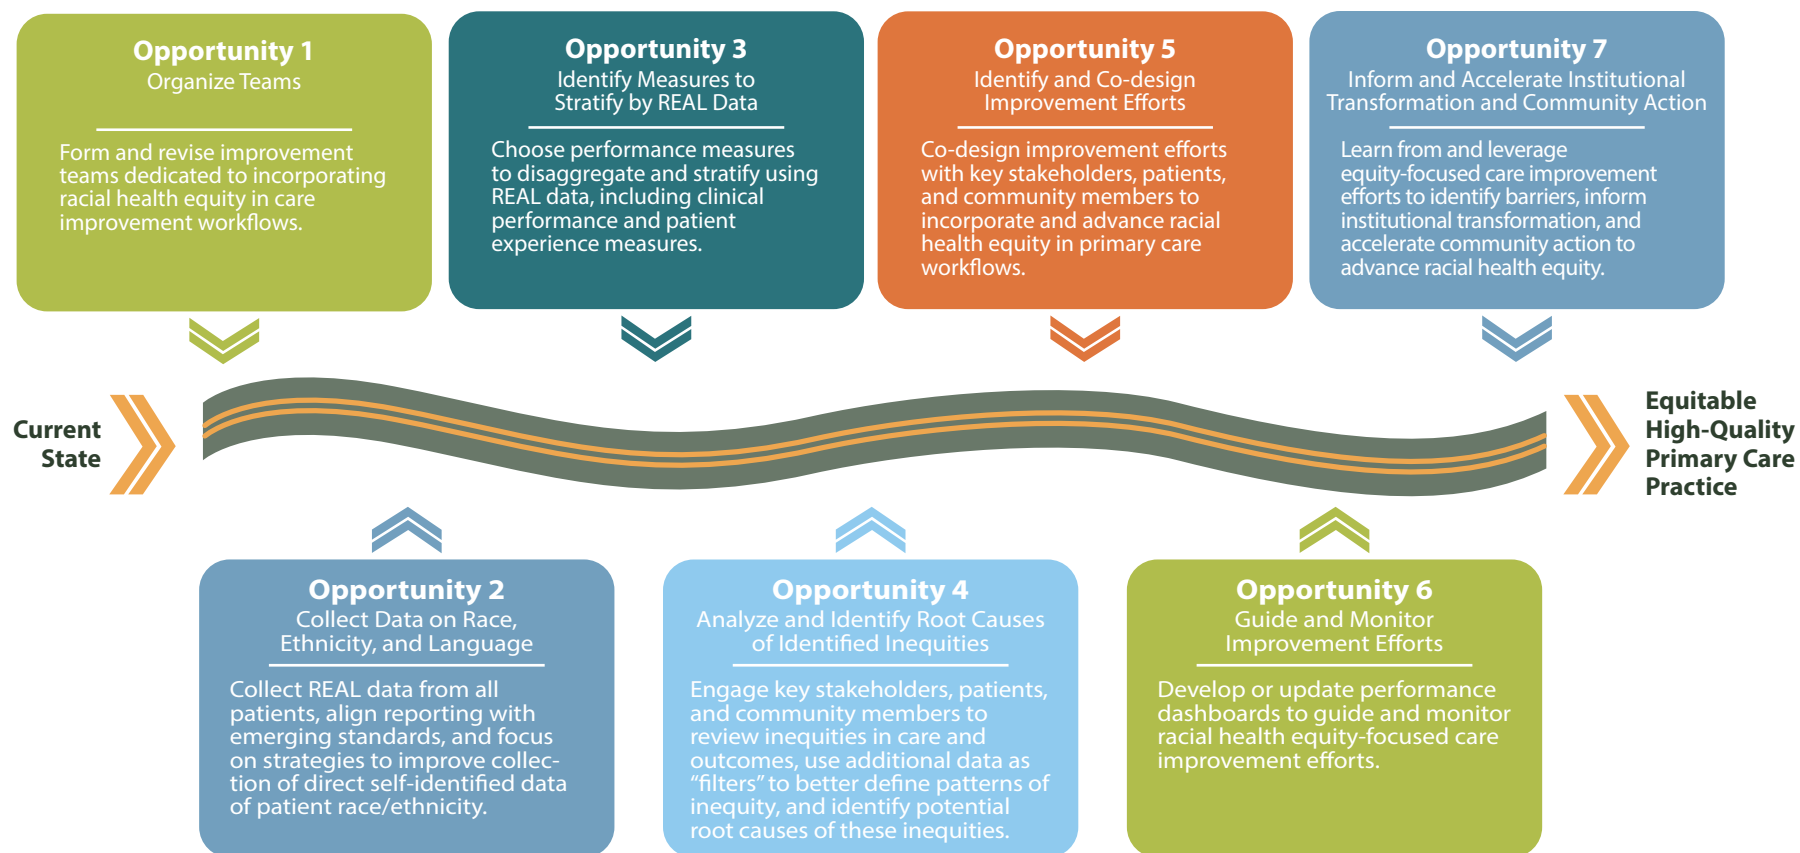 Opportunity 1
Organize Teams
Form and revise improvement
teams dedicated to incorporating
racial health equity in care
improvement workflows.
Opportunity 3
Identify Measures to
Stratify by REAL Data
Choose performance measures
to disaggregate and stratify using
REAL data, including clinical
performance and patient
experience measures.
Opportunity 5
Identify and Co-design
Improvement Efforts
Co-design improvement efforts
with key stakeholders, patients,
and community members to
incorporate and advance racial
health equity in primary care
workflows.
Opportunity 7
Inform and Accelerate Institutional
Transformation and Community Action
Learn from and leverage
equity-focused care improvement
efforts to identify barriers, inform
institutional transformation, and
accelerate community action to
advance racial health equity.
Current
State
Equitable
High-Quality
Primary Care
Practice
Opportunity 2
Collect Data on Race,
Ethnicity, and Language
Collect REAL data from all
patients, align reporting with
emerging standards, and focus
on strategies to improve collec-
tion of direct self-identified data
of patient race/ethnicity.
Opportunity 4
Analyze and Identify Root Causes
of Identified Inequities
Engage key stakeholders, patients,
and community members to
review inequities in care and
outcomes, use additional data as
“filters” to better define patterns of
inequity, and identify potential
root causes of these inequities.
Opportunity 6
Guide and Monitor
Improvement Efforts
Develop or update performance
dashboards to guide and monitor
racial health equity-focused care
improvement efforts.